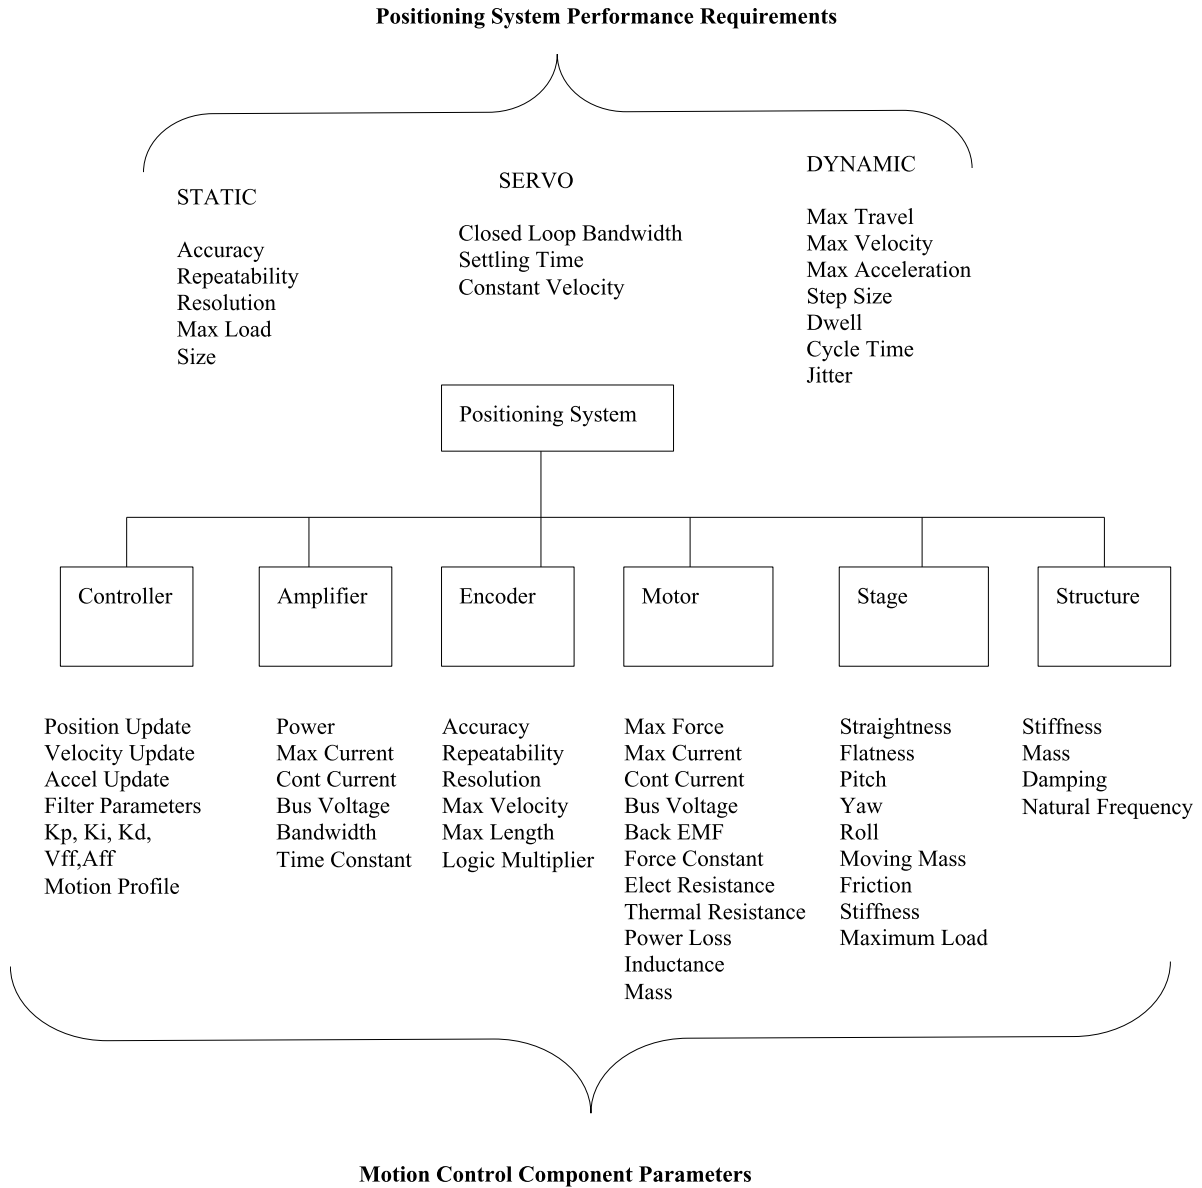 Positioning System Performance Requirements
STATIC
Accuracy
Repeatability
Resolution
Max Load
Size
SERVO
Closed Loop Bandwidth
Settling Time
Constant Velocity
DYNAMIC
Max Travel
Max Velocity
Max Acceleration
Step Size
Dwell
Cycle Time
Jitter
Positioning System
Controller
Position Update
Velocity Update
Accel Update
Filter Parameters
Kp, Ki, Kd,
Vff,Aff
Motion Profile
Amplifier
Power
Max Current
Cont Current
Bus Voltage
Bandwidth
Time Constant
Encoder
Accuracy
Repeatability
Resolution
Max Velocity
Max Length
Logic Multiplier
Motor
Max Force
Max Current
Cont Current
Bus Voltage
Back EMF
Force Constant
Elect Resistance
Thermal Resistance
Power Loss
Inductance
Mass
Stage
Straightness
Flatness
Pitch
Yaw
Roll
Moving Mass
Friction
Stiffness
Maximum Load
Structure
Stiffness
Mass
Damping
Natural Frequency
Motion Control Component Parameters